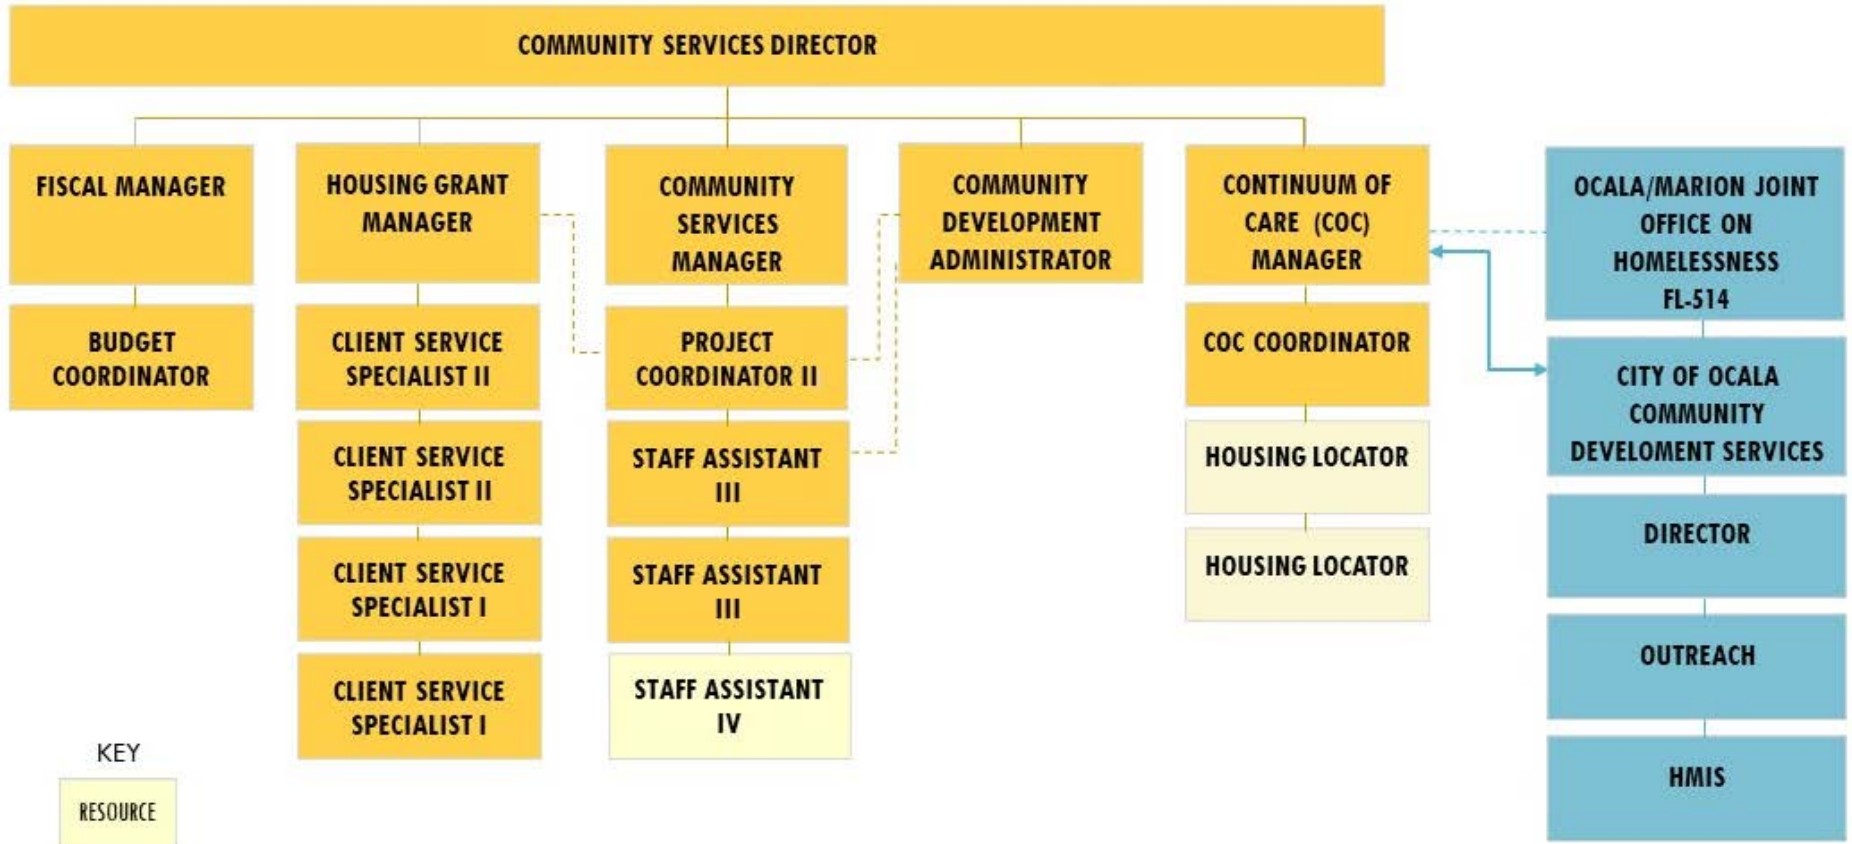 COMMUNITY SERVICES DIRECTOR
FISCAL MANAGER
BUDGET
COORDINATOR
HOUSING GRANT
MANAGER
CLIENT SERVICE
SPECIALIST II
CLIENT SERVICE
SPECIALIST II
CLIENT SERVICE
SPECIALIST I
CLIENT SERVICE
SPECIALIST I
COMMUNITY
SERVICES
MANAGER
PROJECT
COORDINATOR II
STAFF ASSISTANT
III
STAFF ASSISTANT
III
STAFF ASSISTANT
IV
COMMUNITY
DEVELOPMENT
ADMINISTRATOR
CONTINUUM OF
CARE (COC)
MANAGER
COC COORDINATOR
HOUSING LOCATOR
HOUSING LOCATOR
OCALA/MARION JOINT
OFFICE ON
HOMELESSNESS
FL-514
CITY OF OCALA
COMMUNITY
DEVELOMENT SERVICES
DIRECTOR
OUTREACH
HMIS
KEY
RESOURCE